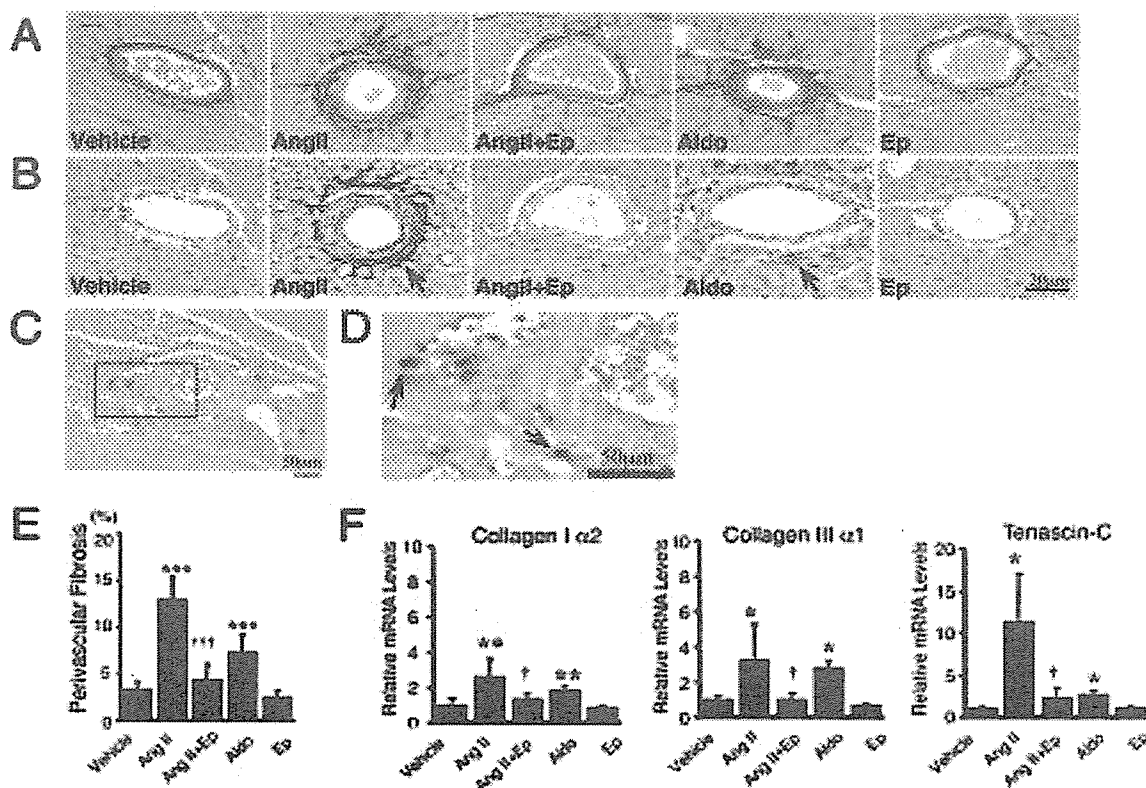 A
Vehicle AngII AngII+Ep Aldo Ep
B
Vehicle AngII AngII+Ep Aldo Ep
C D
E F
(%)
Perivascular Fibrosis
20
15
10
5
0
Vehicle Ang II Ang II+Ep Aldo Ep
*** ††† ***
Collagen I α2
Relative mRNA Levels
10
8
6
4
2
0
** † **
Vehicle Ang II Ang II+Ep Aldo Ep
Collagen III α1
Relative mRNA Levels
10
8
6
4
2
0
* † *
Vehicle Ang II Ang II+Ep Aldo Ep
Tenascin-C
Relative mRNA Levels
20
15
10
5
0
* † *
Vehicle Ang II Ang II+Ep Aldo Ep